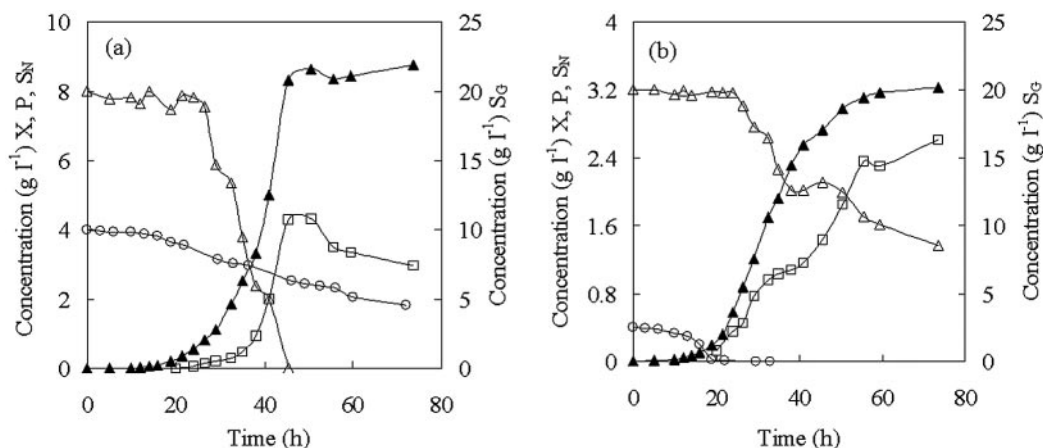 (a)
Concentration (g l⁻¹) X, P, S_N
10
8
6
4
2
0
25
20
15
10
5
0
Concentration (g l⁻¹) S_G
0 20 40 60 80
Time (h)
(b)
Concentration (g l⁻¹) X, P, S_N
4
3.2
2.4
1.6
0.8
0
25
20
15
10
5
0
Concentration (g l⁻¹) S_G
0 20 40 60 80
Time (h)